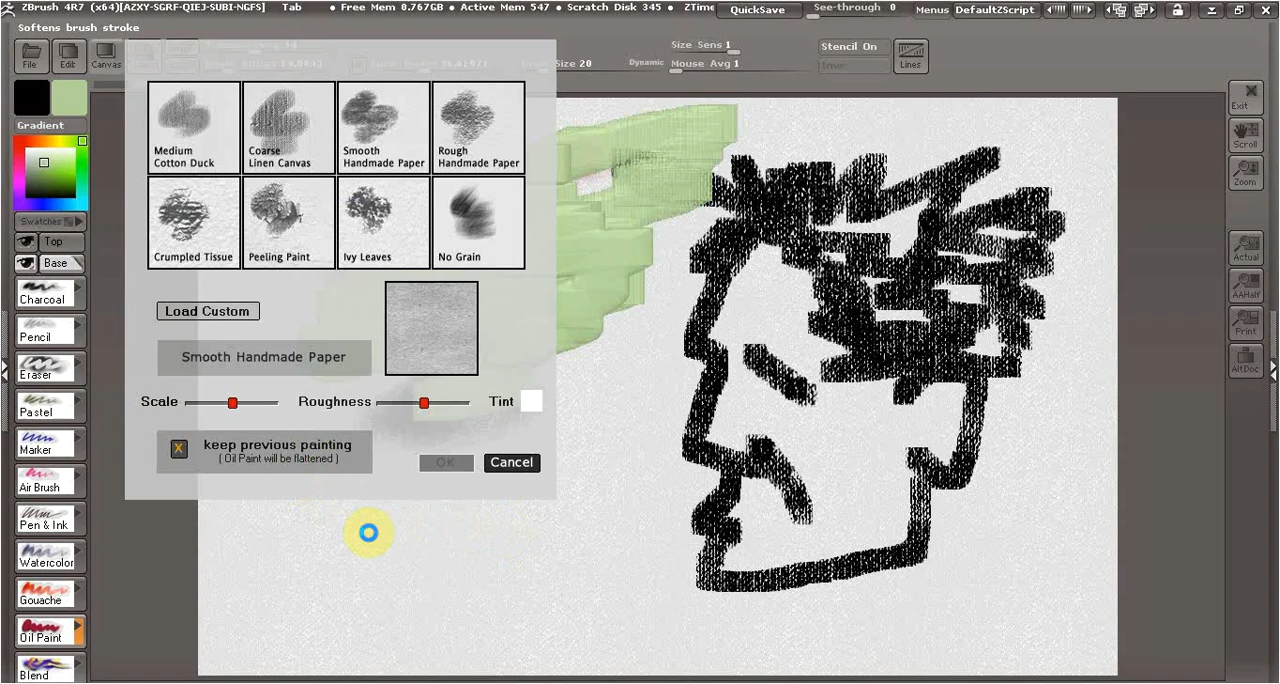 ZBrush 4R7 (x64)[AZXY-SGRF-QIEJ-SUBI-NGFS] Tab • Free Mem 0.767GB • Active Mem 547 • Scratch Disk 345 • ZTime QuickSave See-through 0 Menus DefaultZScript
Softens brush stroke
File Edit Canvas
Size 20
Dynamic
Size Sens 1
Mouse Avg 1
Stencil On
Lines
Gradient
Swatches
Top
Base
Charcoal
Pencil
Eraser
Pastel
Marker
Air Brush
Pen & Ink
Watercolor
Gouache
Oil Paint
Blend
Medium
Cotton Duck
Coarse
Linen Canvas
Smooth
Handmade Paper
Rough
Handmade Paper
Crumpled Tissue
Peeling Paint
Ivy Leaves
No Grain
Load Custom
Smooth Handmade Paper
Scale
Roughness
Tint
X
keep previous painting
( Oil Paint will be flattened )
OK
Cancel
Exit
Scroll
Zoom
Actual
AAHalf
Print
AltDoc